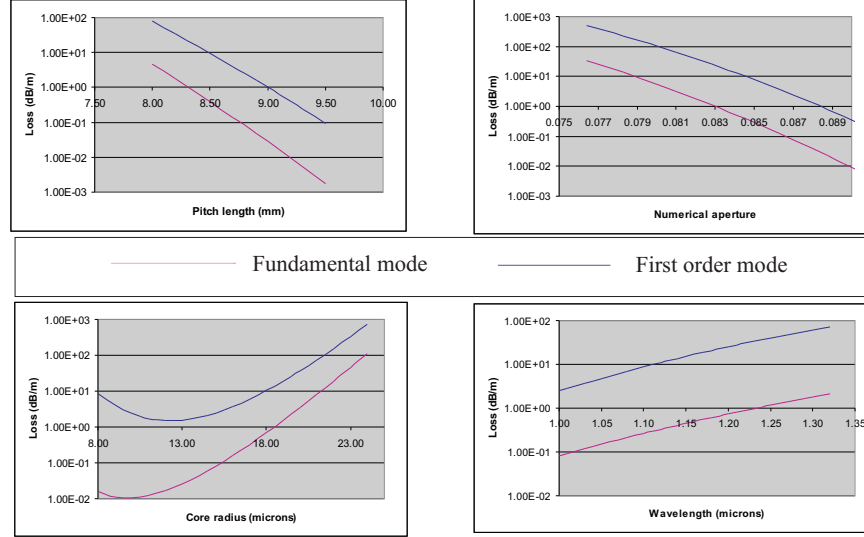 1.00E+02
1.00E+01
1.00E+00
1.00E-01
1.00E-02
1.00E-03
7.50 8.00 8.50 9.00 9.50 10.00
Loss (dB/m)
Pitch length (mm)
1.00E+03
1.00E+02
1.00E+01
1.00E+00
1.00E-01
1.00E-02
1.00E-03
0.075 0.077 0.079 0.081 0.083 0.085 0.087 0.089
Loss (dB/m)
Numerical aperture
Fundamental mode
First order mode
1.00E+03
1.00E+02
1.00E+01
1.00E+00
1.00E-01
1.00E-02
8.00 13.00 18.00 23.00
Loss (dB/m)
Core radius (microns)
1.00E+02
1.00E+01
1.00E+00
1.00E-01
1.00E-02
1.00 1.05 1.10 1.15 1.20 1.25 1.30 1.35
Loss (dB/m)
Wavelength (microns)